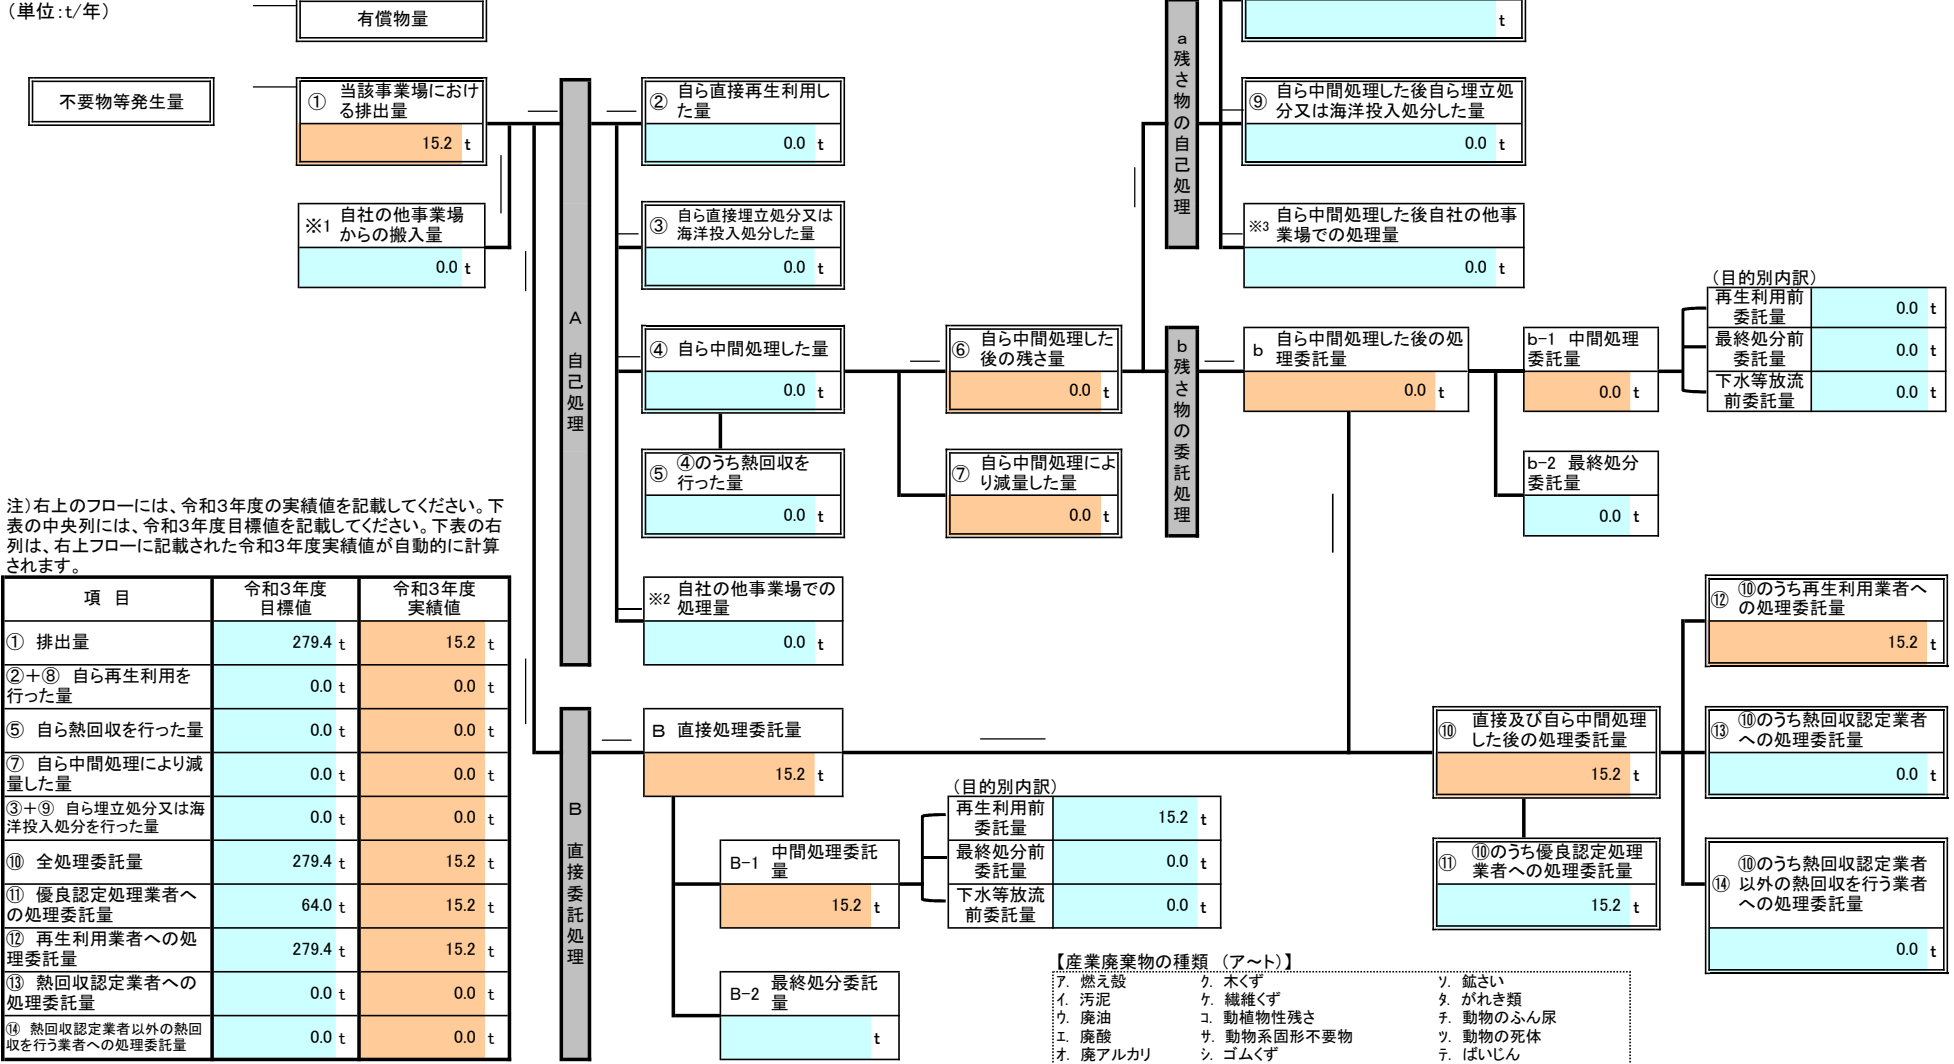 (単位:t/年)
有償物量
t
不要物等発生量
① 当該事業場におけ
る排出量
15.2 t
※1 自社の他事業場
からの搬入量
0.0 t
A 自己処理
② 自ら直接再生利用し
た量
0.0 t
③ 自ら直接埋立処分又は
海洋投入処分した量
0.0 t
④ 自ら中間処理した量
0.0 t
⑤ ④のうち熱回収を
行った量
0.0 t
※2 自社の他事業場での
処理量
0.0 t
⑥ 自ら中間処理した
後の残さ量
0.0 t
⑦ 自ら中間処理によ
り減量した量
0.0 t
a残さ物の自己処理
⑨ 自ら中間処理した後自ら埋立処
分又は海洋投入処分した量
0.0 t
※3 自ら中間処理した後自社の他事
業場での処理量
0.0 t
b残さ物の委託処理
b 自ら中間処理した後の処
理委託量
0.0 t
b-1 中間処理
委託量
0.0 t
b-2 最終処分
委託量
0.0 t
(目的別内訳)
再生利用前
委託量
0.0 t
最終処分前
委託量
0.0 t
下水等放流
前委託量
0.0 t
注)右上のフローには、令和3年度の実績値を記載してください。下
表の中央列には、令和3年度目標値を記載してください。下表の右
列は、右上フローに記載された令和3年度実績値が自動的に計算
されます。
項 目 令和3年度
目標値 令和3年度
実績値
① 排出量 279.4 t 15.2 t
②+⑧ 自ら再生利用を
行った量 0.0 t 0.0 t
⑤ 自ら熱回収を行った量 0.0 t 0.0 t
⑦ 自ら中間処理により減
量した量 0.0 t 0.0 t
③+⑨ 自ら埋立処分又は海
洋投入処分を行った量 0.0 t 0.0 t
⑩ 全処理委託量 279.4 t 15.2 t
⑪ 優良認定処理業者へ
の処理委託量 64.0 t 15.2 t
⑫ 再生利用業者への処
理委託量 279.4 t 15.2 t
⑬ 熱回収認定業者への
処理委託量 0.0 t 0.0 t
⑭ 熱回収認定業者以外の熱回
収を行う業者への処理委託量 0.0 t 0.0 t
B 直接委託処理
B 直接処理委託量
15.2 t
B-1 中間処理委託
量
15.2 t
B-2 最終処分委託
量
t
(目的別内訳)
再生利用前
委託量
15.2 t
最終処分前
委託量
0.0 t
下水等放流
前委託量
0.0 t
⑩ 直接及び自ら中間処理
した後の処理委託量
15.2 t
⑪ ⑩のうち優良認定処理
業者への処理委託量
15.2 t
⑫ ⑩のうち再生利用業者へ
の処理委託量
15.2 t
⑬ ⑩のうち熱回収認定業者
への処理委託量
0.0 t
⑭ ⑩のうち熱回収認定業者
以外の熱回収を行う業者
への処理委託量
0.0 t
【産業廃棄物の種類 (ア~ト)】
ア. 燃え殻 ク. 木くず ソ. 鉱さい
イ. 汚泥 ケ. 繊維くず タ. がれき類
ウ. 廃油 コ. 動植物性残さ チ. 動物のふん尿
エ. 廃酸 サ. 動物系固形不要物 ツ. 動物の死体
オ. 廃アルカリ シ. ゴムくず テ. ばいじん